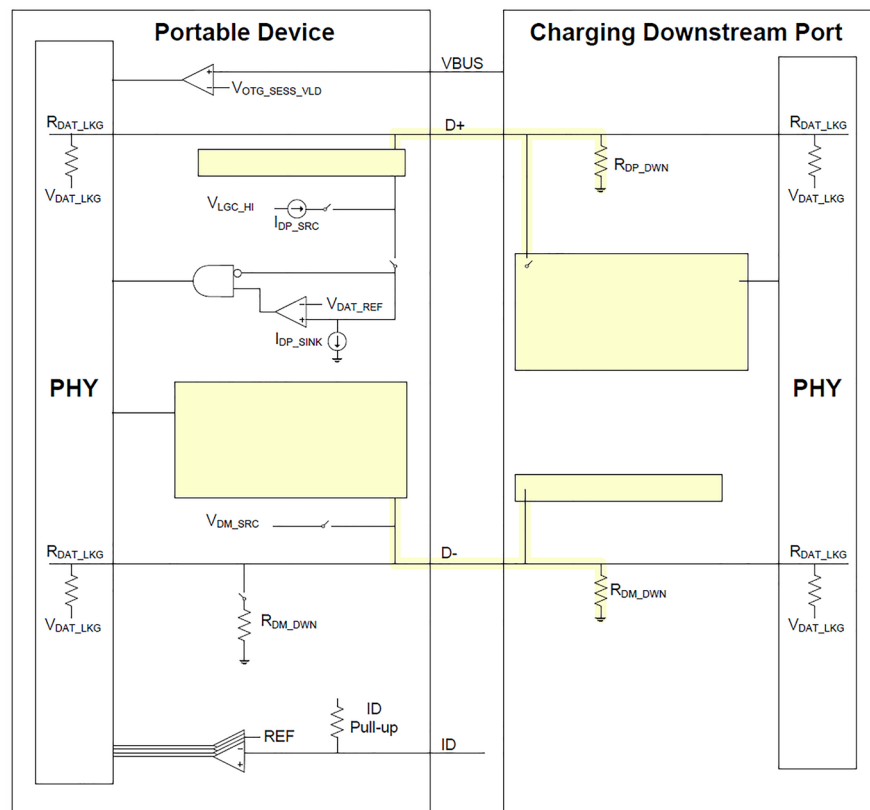 Portable Device
Charging Downstream Port
VBUS
+
−
VOTG_SESS_VLD
RDAT_LKG
D+
RDAT_LKG
RDP_DWN
VDAT_LKG
VDAT_LKG
VLGC_HI
IDP_SRC
VDAT_REF
−
+
IDP_SINK
PHY
PHY
VDM_SRC
RDAT_LKG
D-
RDAT_LKG
RDM_DWN
VDAT_LKG
RDM_DWN
VDAT_LKG
ID
Pull-up
REF
−
+
ID